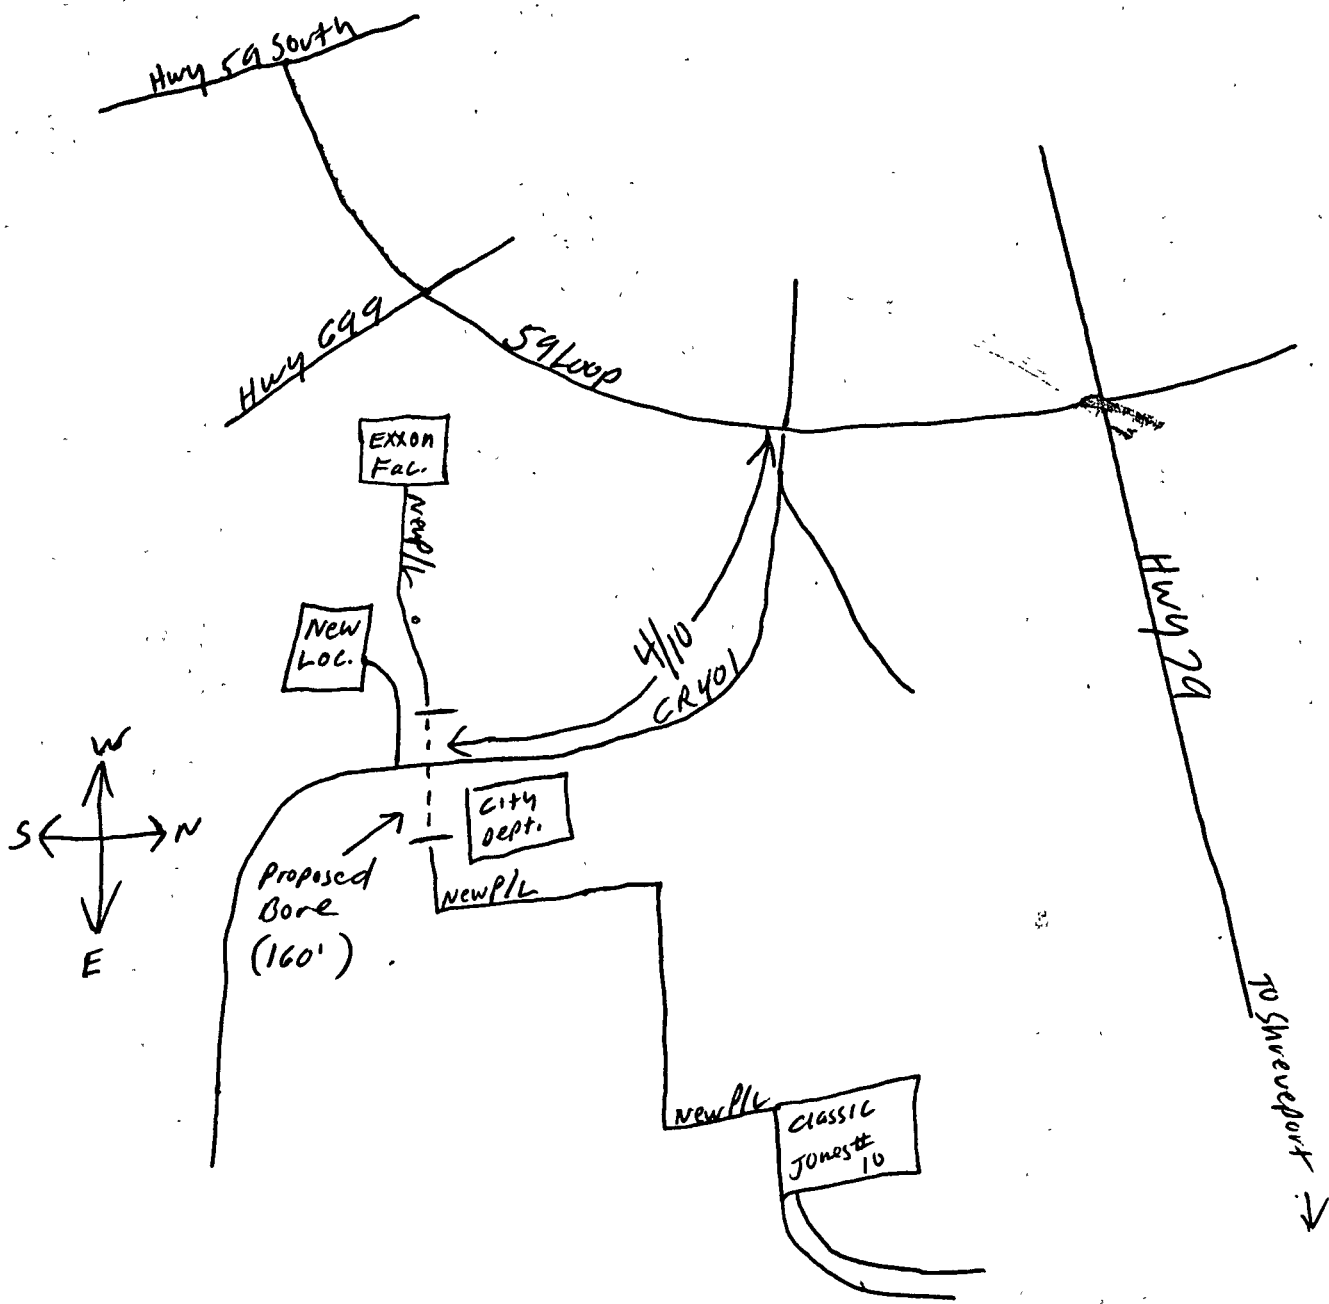 Hwy 59 South
Hwy 699
59 Loop
Exxon
Fac.
New P/L
New
Loc.
4/10
CR 401
Hwy 79
W
S
N
E
City
Dept.
Proposed
Bore
(160')
New P/L
New P/L
Classic
Jones #
10
To Shreveport